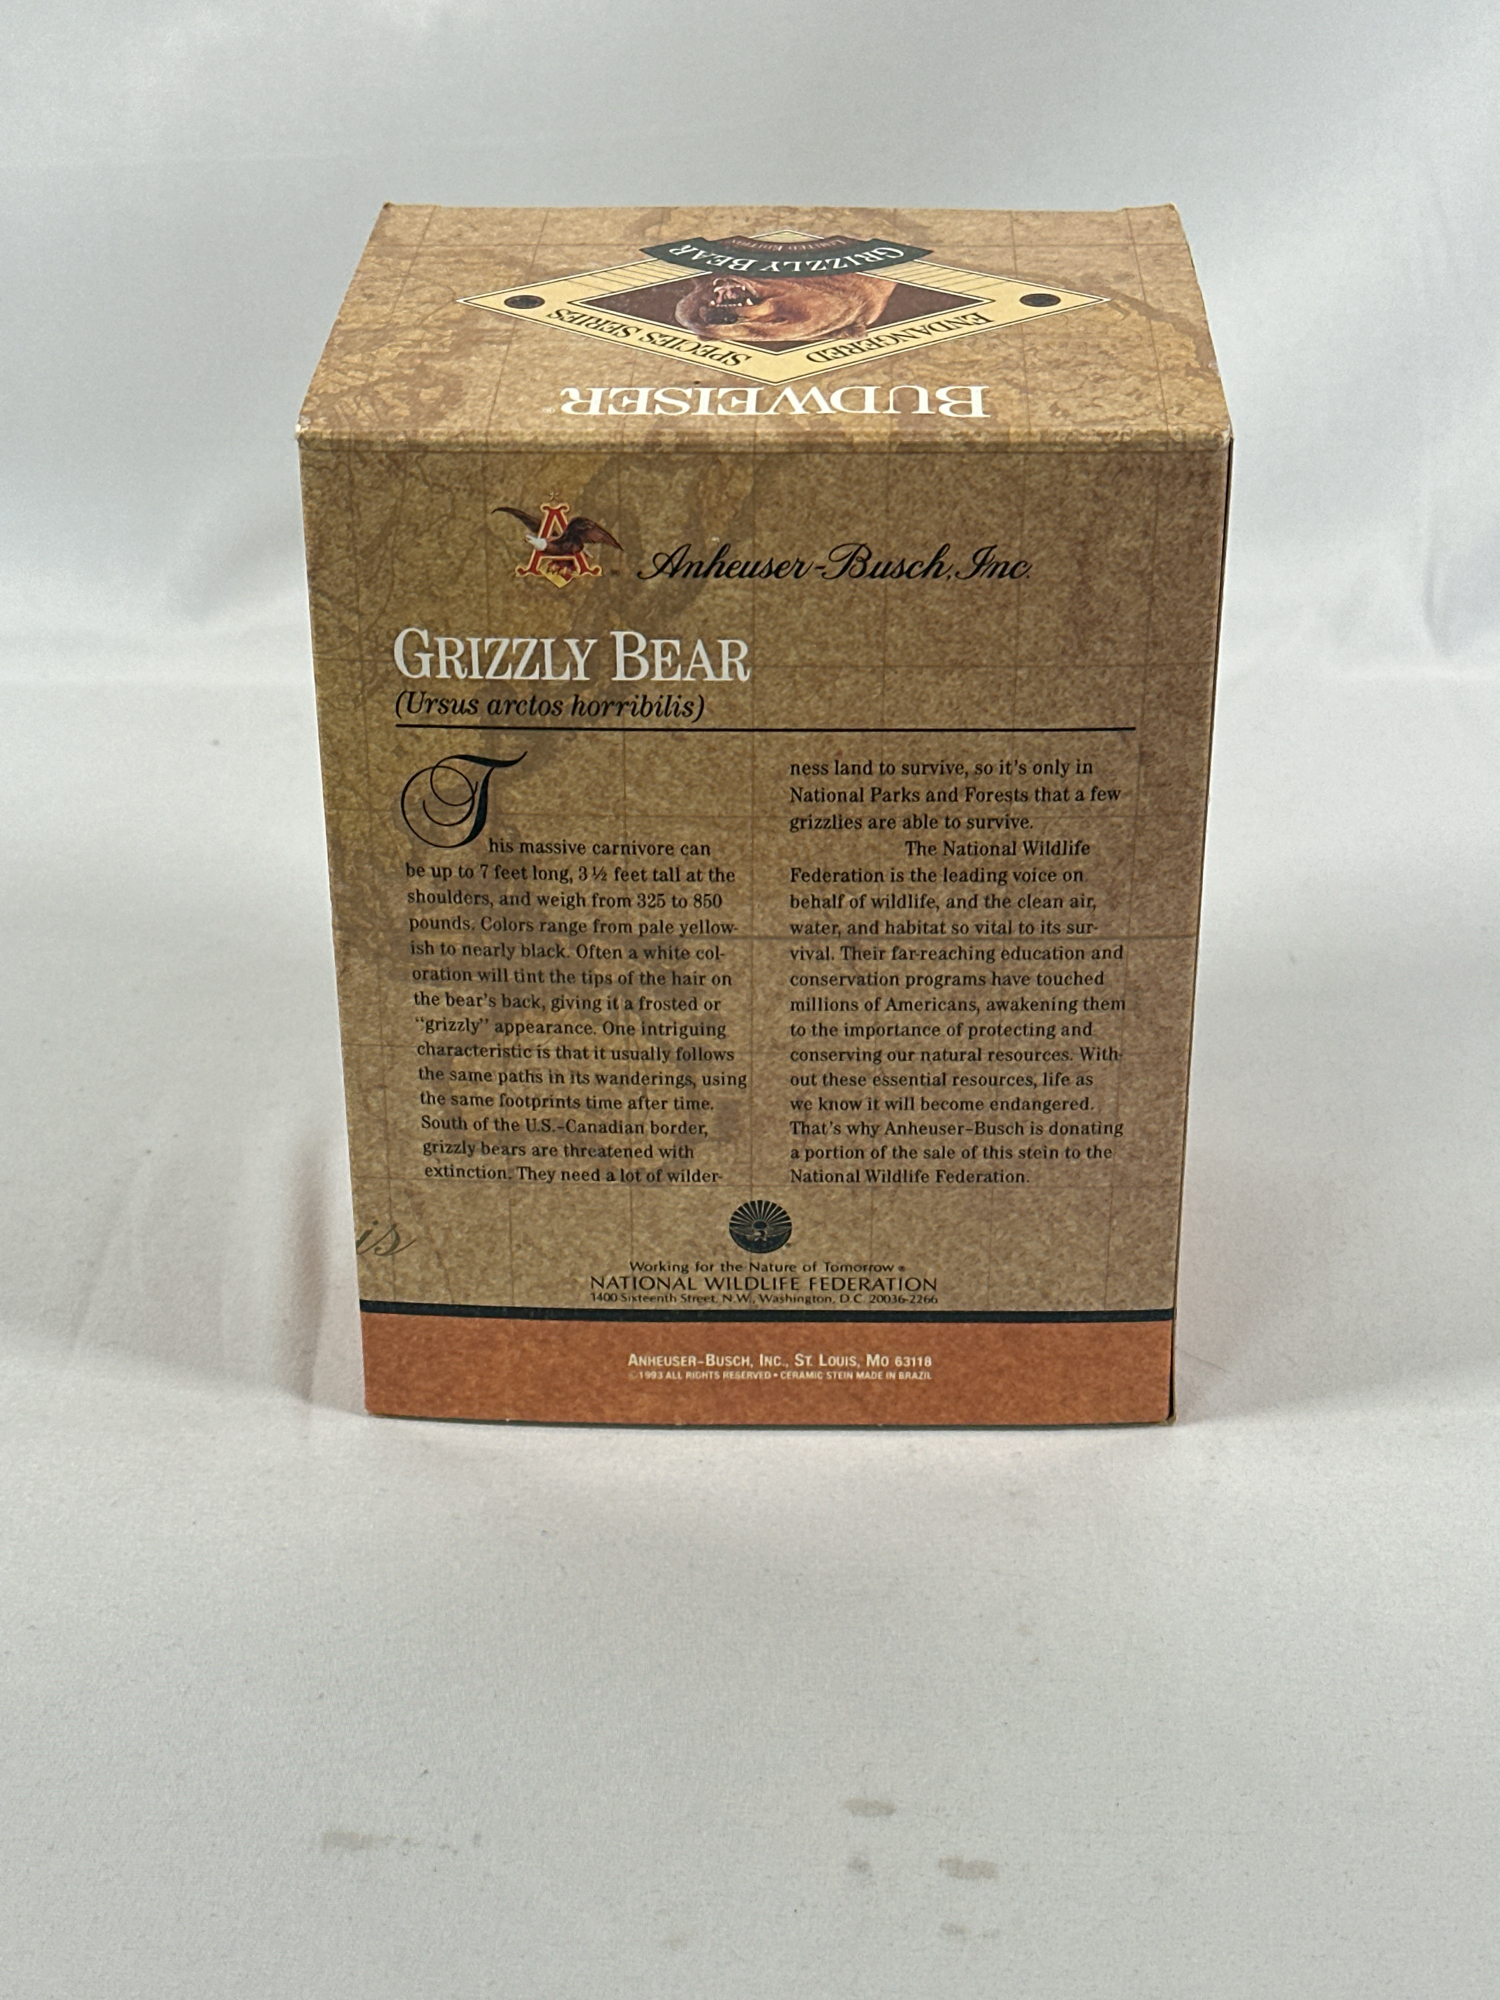 GRIZZLY BEAR
LIMITED EDITION
ENDANGERED
SPECIES SERIES
BUDWEISER
A
Anheuser-Busch, Inc.
GRIZZLY BEAR
(Ursus arctos horribilis)
This massive carnivore can
be up to 7 feet long, 3 ½ feet tall at the
shoulders, and weigh from 325 to 850
pounds. Colors range from pale yellow-
ish to nearly black. Often a white col-
oration will tint the tips of the hair on
the bear's back, giving it a frosted or
"grizzly" appearance. One intriguing
characteristic is that it usually follows
the same paths in its wanderings, using
the same footprints time after time.
South of the U.S.-Canadian border,
grizzly bears are threatened with
extinction. They need a lot of wilder-
ness land to survive, so it's only in
National Parks and Forests that a few
grizzlies are able to survive.
The National Wildlife
Federation is the leading voice on
behalf of wildlife, and the clean air,
water, and habitat so vital to its sur-
vival. Their far-reaching education and
conservation programs have touched
millions of Americans, awakening them
to the importance of protecting and
conserving our natural resources. With-
out these essential resources, life as
we know it will become endangered.
That's why Anheuser-Busch is donating
a portion of the sale of this stein to the
National Wildlife Federation.
is
Working for the Nature of Tomorrow®
NATIONAL WILDLIFE FEDERATION
1400 Sixteenth Street, N.W., Washington, D.C. 20036-2266
ANHEUSER-BUSCH, INC., ST. LOUIS, MO 63118
©1993 ALL RIGHTS RESERVED • CERAMIC STEIN MADE IN BRAZIL